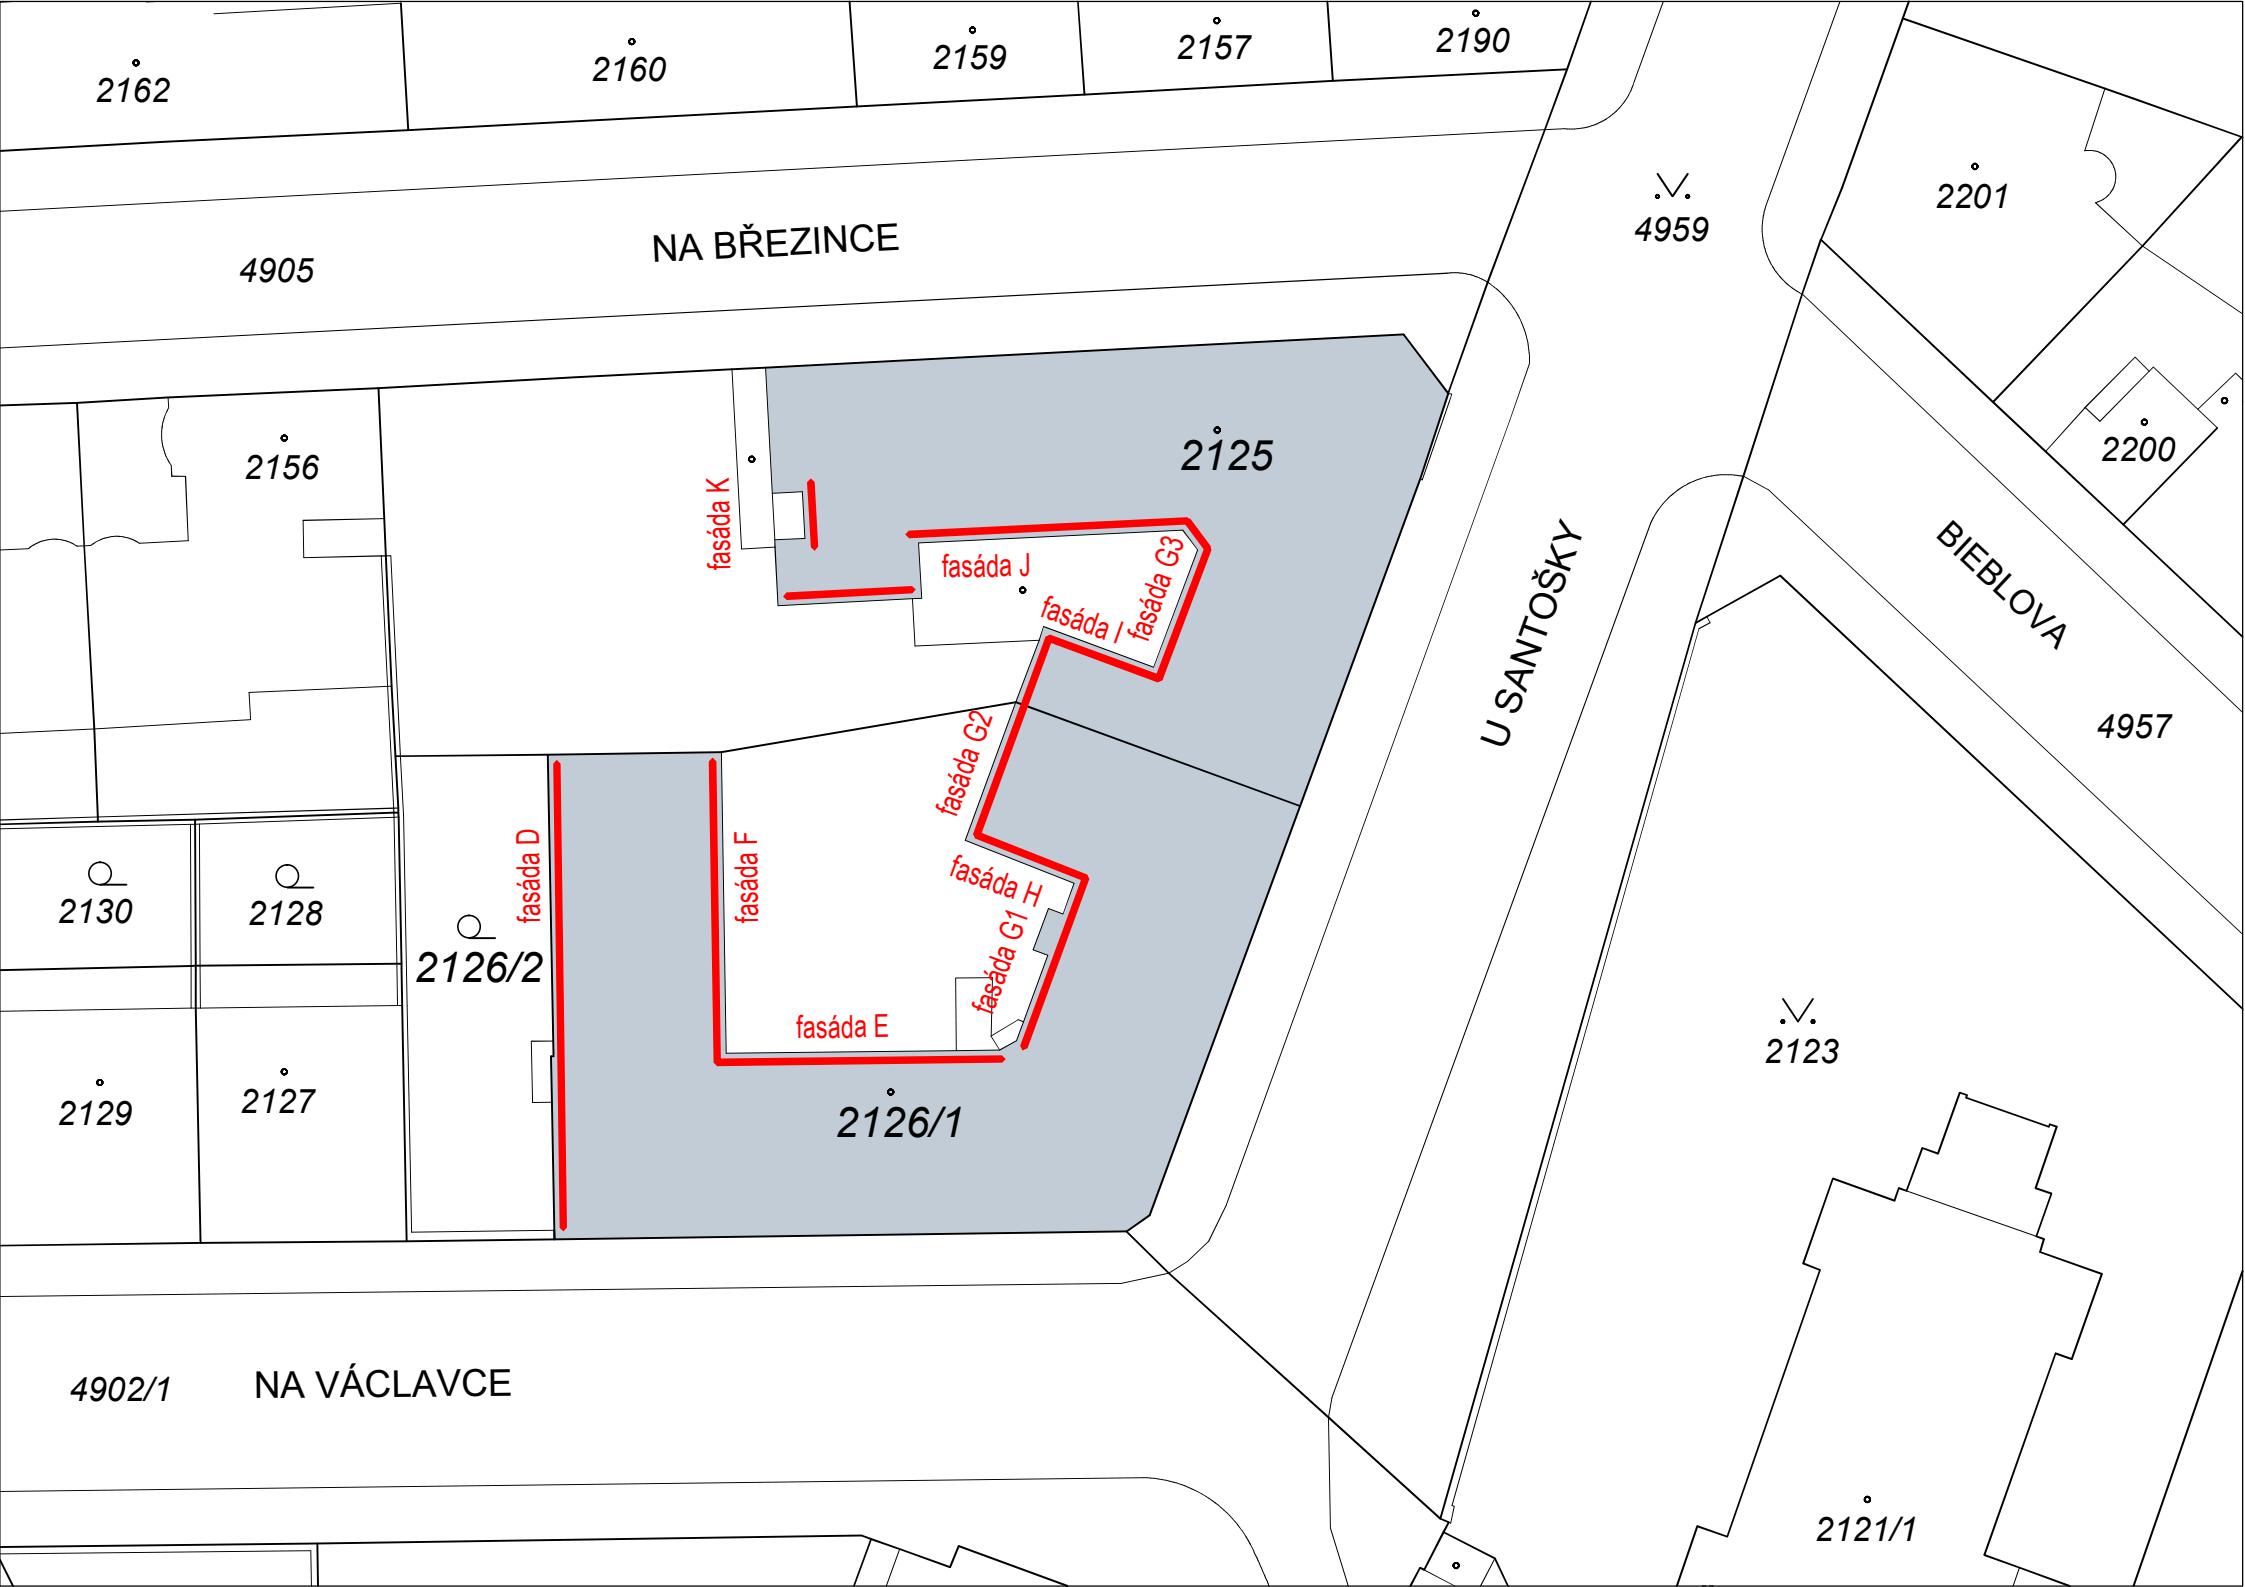 2162
2160
2159
2157
2190
2201
4959
NA BŘEZINCE
4905
2156
2125
2200
fasáda K
fasáda J
fasáda G3
fasáda I
U SANTOŠKY
BIEBLOVA
4957
fasáda G2
fasáda D
fasáda F
fasáda H
2130
2128
2126/2
fasáda G1
fasáda E
2123
2129
2127
2126/1
4902/1
NA VÁCLAVCE
2121/1